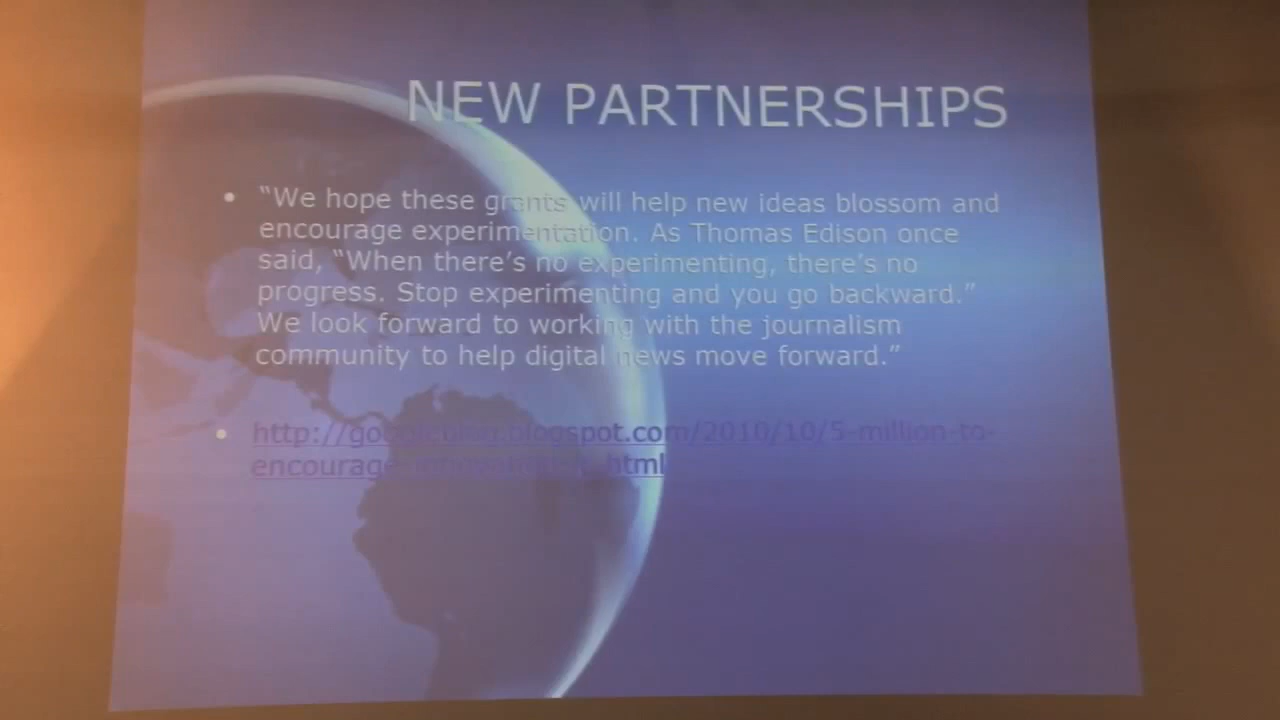 NEW PARTNERSHIPS
• “We hope these grants will help new ideas blossom and
encourage experimentation. As Thomas Edison once
said, “When there’s no experimenting, there’s no
progress. Stop experimenting and you go backward.”
We look forward to working with the journalism
community to help digital news move forward.”
• http://googleblog.blogspot.com/2010/10/5-million-to-
encourage-innovation-in.html